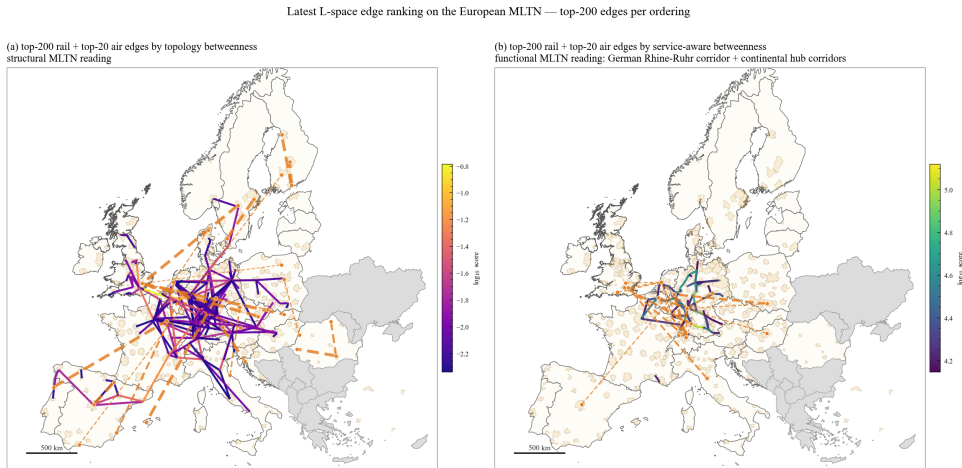 Latest L-space edge ranking on the European MLTN — top-200 edges per ordering
(a) top-200 rail + top-20 air edges by topology betweenness
structural MLTN reading
(b) top-200 rail + top-20 air edges by service-aware betweenness
functional MLTN reading: German Rhine-Ruhr corridor + continental hub corridors
−0.8
−1.0
−1.2
−1.4
−1.6
−1.8
−2.0
−2.2
log₁₀ score
500 km
5.0
4.8
4.6
4.4
4.2
log₁₀ score
500 km